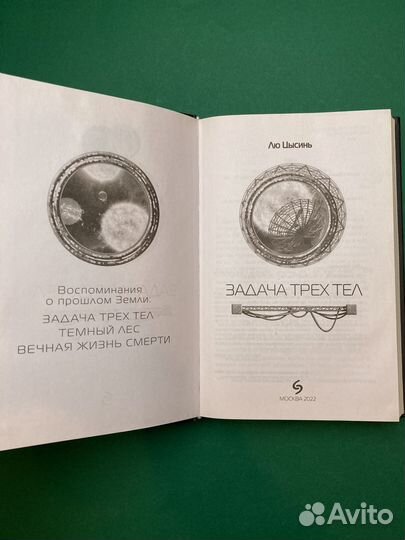 Воспоминания
о прошлом Земли:
ЗАДАЧА ТРЕХ ТЕЛ
ТЕМНЫЙ ЛЕС
ВЕЧНАЯ ЖИЗНЬ СМЕРТИ
Лю Цысинь
ЗАДАЧА ТРЕХ ТЕЛ
МОСКВА 2022
Avito